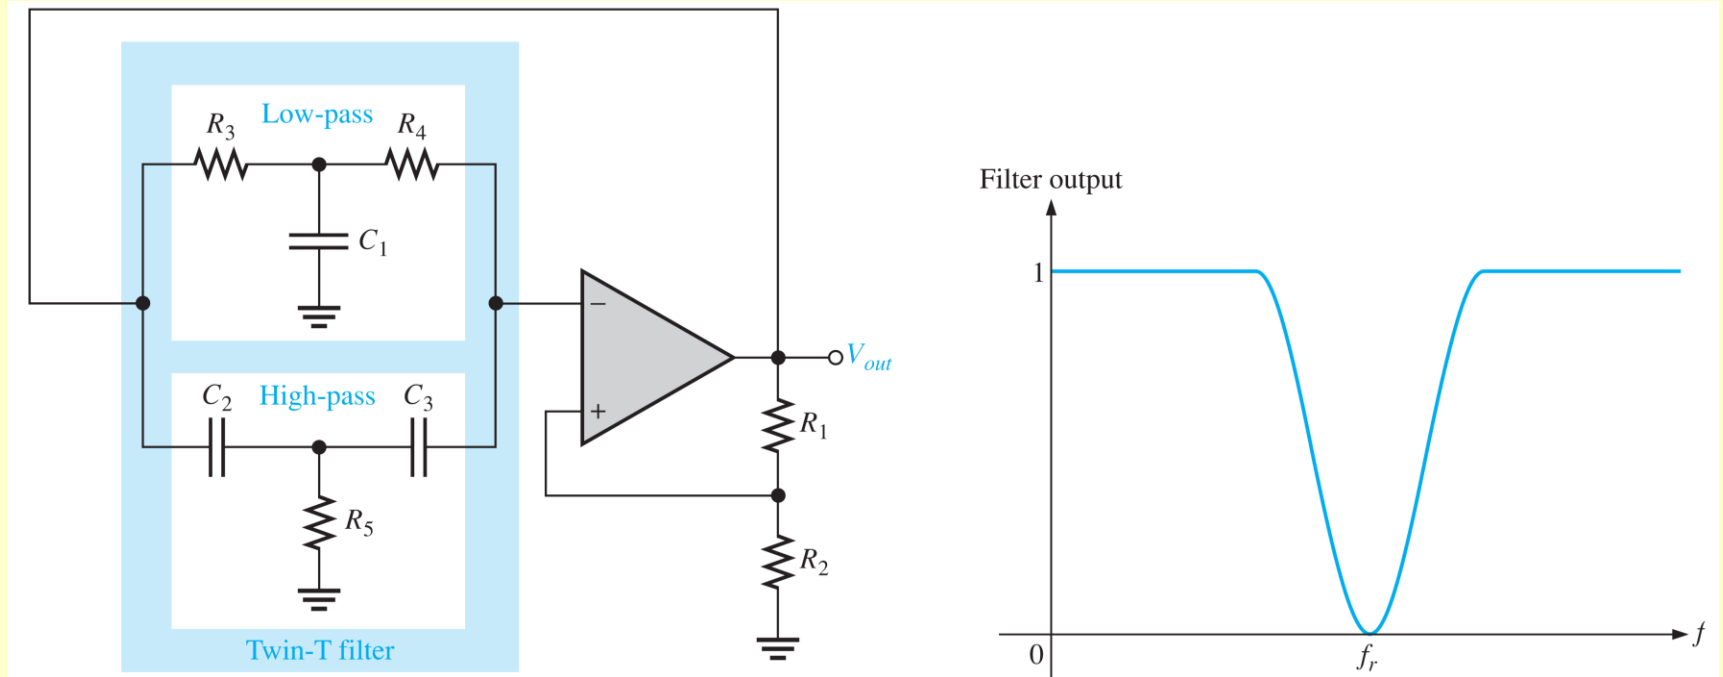 Low-pass
R3
R4
C1
C2
High-pass
C3
R5
Twin-T filter
−
+
Vout
R1
R2
Filter output
1
0
fr
f